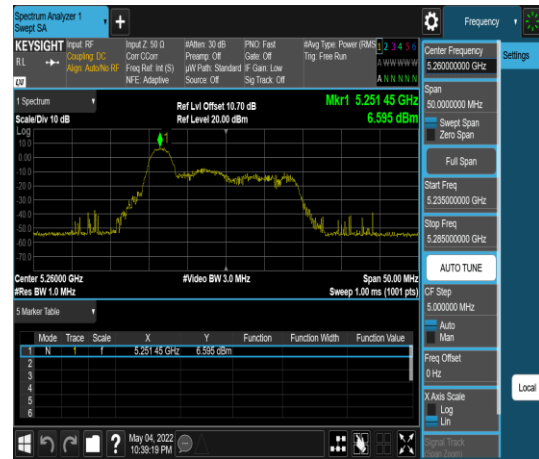 Spectrum Analyzer 1
Swept SA
+
Frequency
KEYSIGHT
RL
Input: RF
Coupling: DC
Align: Auto/No RF
Input Z: 50 Ω
Corr CCorr
Freq Ref: Int (S)
NFE: Adaptive
#Atten: 30 dB
Preamp: Off
µW Path: Standard
Source: Off
PNO: Fast
Gate: Off
IF Gain: Low
Sig Track: Off
#Avg Type: Power (RMS)
Trig: Free Run
1 2 3 4 5 6
A W W W W W
A N N N N N
1 Spectrum
Scale/Div 10 dB
Ref Lvl Offset 10.70 dB
Ref Level 20.00 dBm
Mkr1 5.251 45 GHz
6.595 dBm
Log
10.0
0.00
-10.0
-20.0
-30.0
-40.0
-50.0
-60.0
-70.0
1
Center 5.26000 GHz
#Res BW 1.0 MHz
#Video BW 3.0 MHz
Span 50.00 MHz
Sweep 1.00 ms (1001 pts)
5 Marker Table
Mode Trace Scale X Y Function Function Width Function Value
1 N 1 f 5.251 45 GHz 6.595 dBm
2
3
4
5
6
May 04, 2022
10:39:19 PM
?
Center Frequency
5.260000000 GHz
Span
50.0000000 MHz
Swept Span
Zero Span
Full Span
Start Freq
5.235000000 GHz
Stop Freq
5.285000000 GHz
AUTO TUNE
CF Step
5.000000 MHz
Auto
Man
Freq Offset
0 Hz
X Axis Scale
Log
Lin
Signal Track
(Span Zoom)
Settings
Local